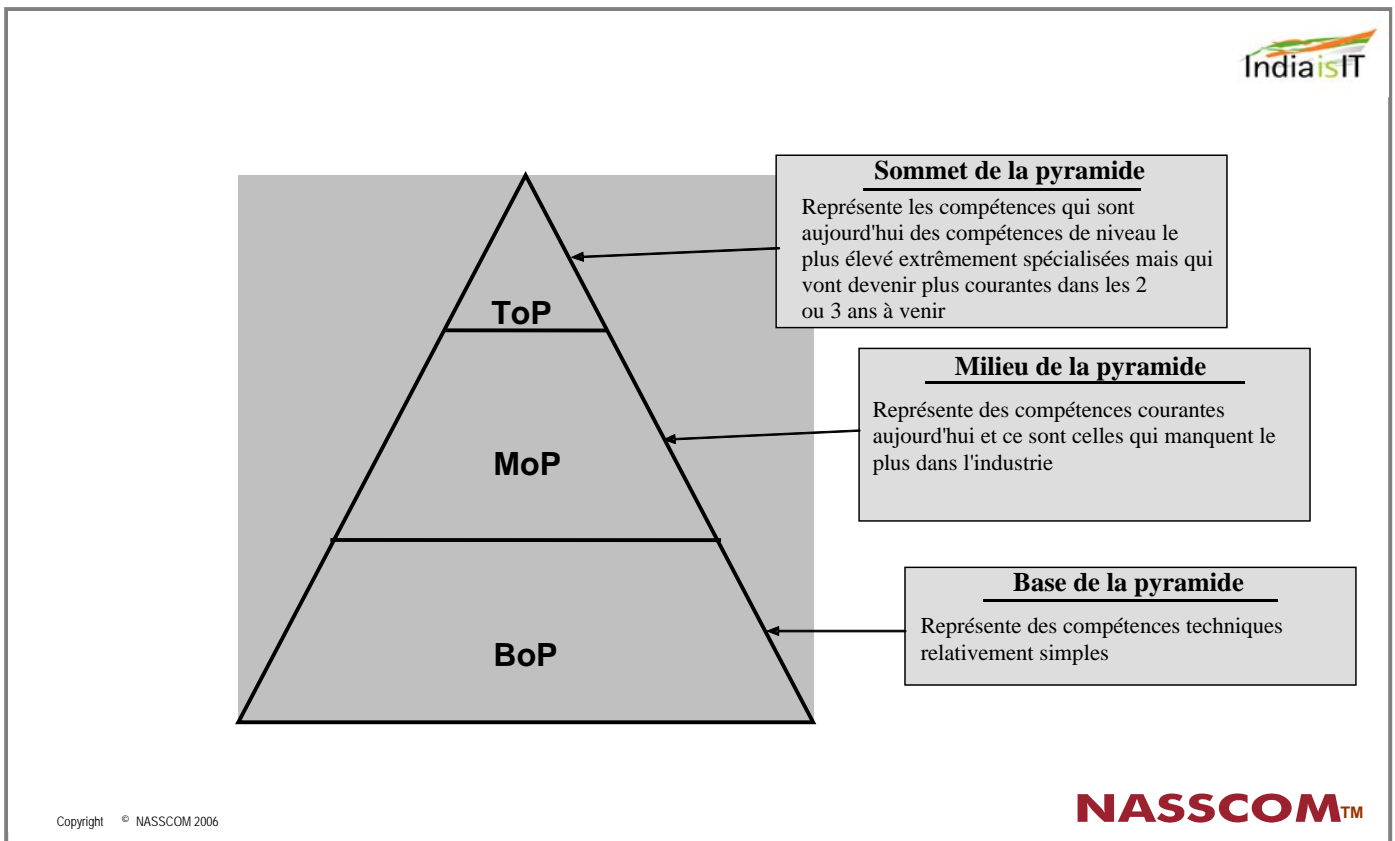 IndiaisIT
Sommet de la pyramide
Représente les compétences qui sont
aujourd'hui des compétences de niveau le
plus élevé extrêmement spécialisées mais qui
vont devenir plus courantes dans les 2
ou 3 ans à venir
ToP
Milieu de la pyramide
Représente des compétences courantes
aujourd'hui et ce sont celles qui manquent le
plus dans l'industrie
MoP
Base de la pyramide
Représente des compétences techniques
relativement simples
BoP
Copyright © NASSCOM 2006
NASSCOM™